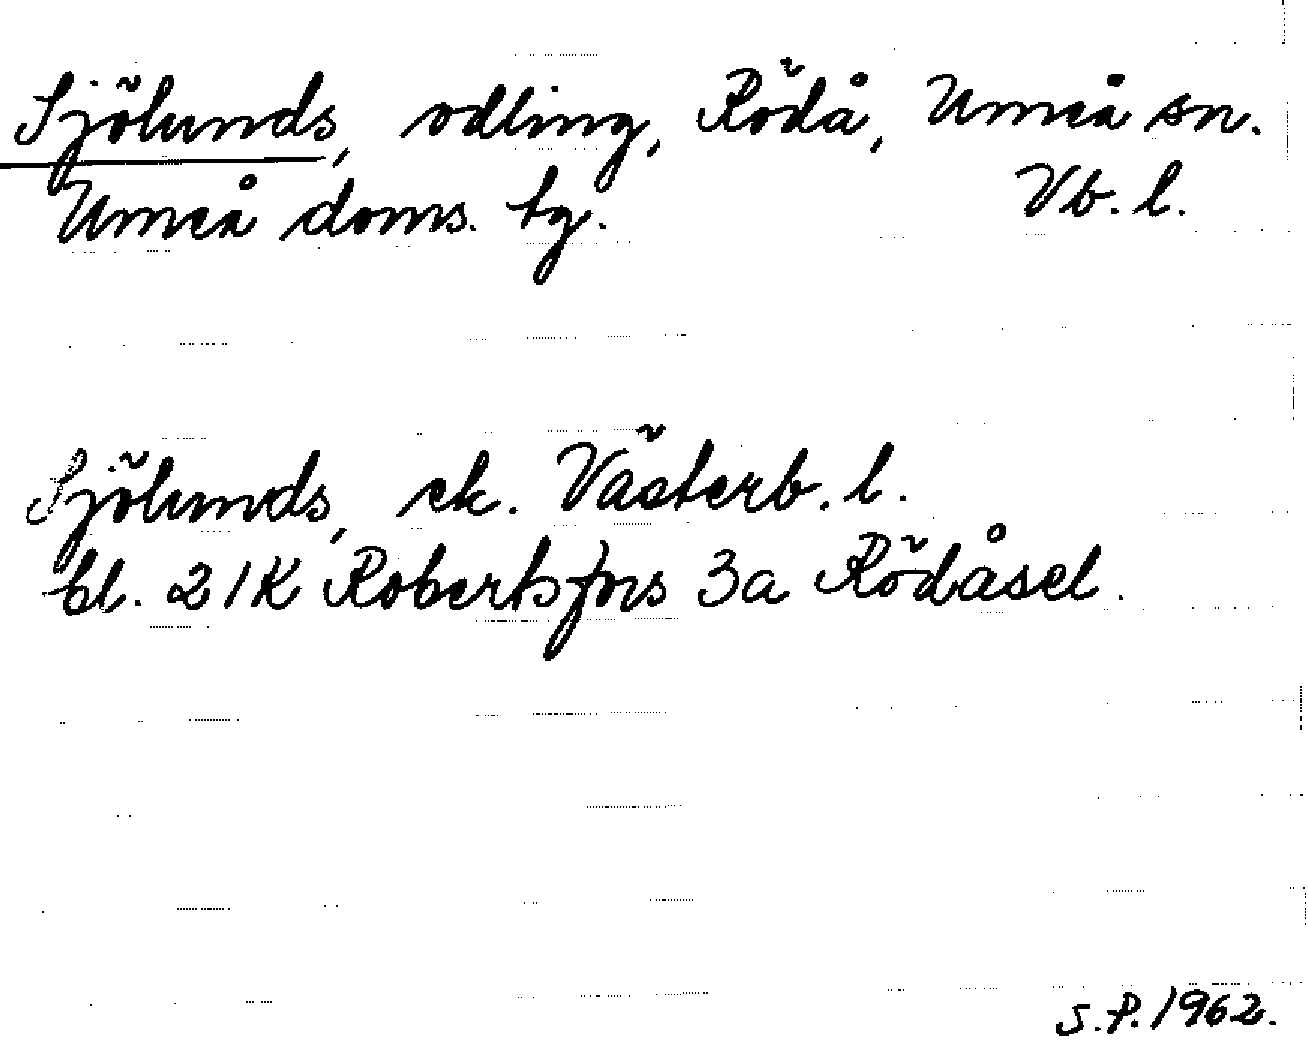 Sjölunds, odling, Rödå, Umeå sn.
Umeå doms. tg. Vb. l.
Sjölunds, ek. Västerb. l.
bl. 21K Robertsfors 3a Rödåsel.
S.P. 1962.